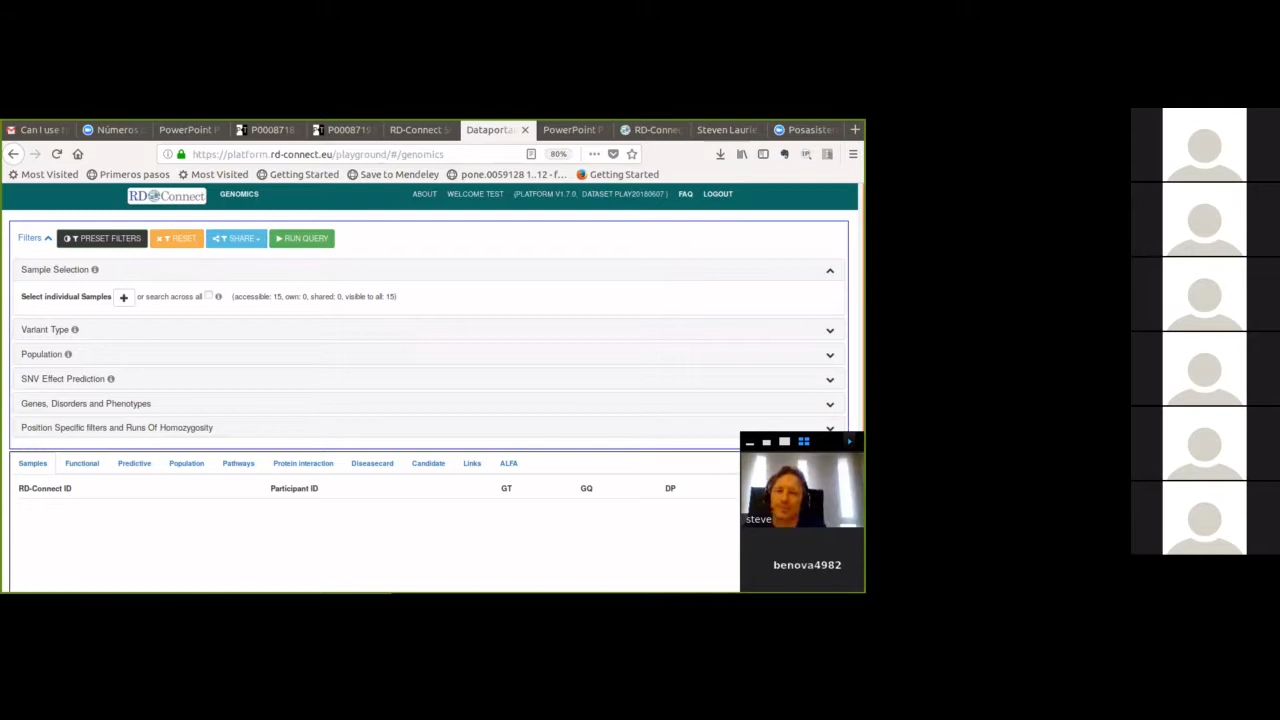 Can I use
Números
PowerPoint P
P0008718
P0008719
RD-Connect S
Dataporta
PowerPoint P
RD-Connec
Steven Laurie
Posasisten
https://platform.rd-connect.eu/playground/#/genomics
80%
Most Visited
Primeros pasos
Most Visited
Getting Started
Save to Mendeley
pone.0059128 1..12 - f...
Getting Started
RD Connect
GENOMICS
ABOUT
WELCOME TEST
(PLATFORM V1.7.0, DATASET PLAY20180607 )
FAQ
LOGOUT
Filters
PRESET FILTERS
RESET
SHARE
RUN QUERY
Sample Selection
Select individual Samples + or search across all (accessible: 15, own: 0, shared: 0, visible to all: 15)
Variant Type
Population
SNV Effect Prediction
Genes, Disorders and Phenotypes
Position Specific filters and Runs Of Homozygosity
Samples
Functional
Predictive
Population
Pathways
Protein interaction
Diseasecard
Candidate
Links
ALFA
RD-Connect ID
Participant ID
GT
GQ
DP
steve
benova4982